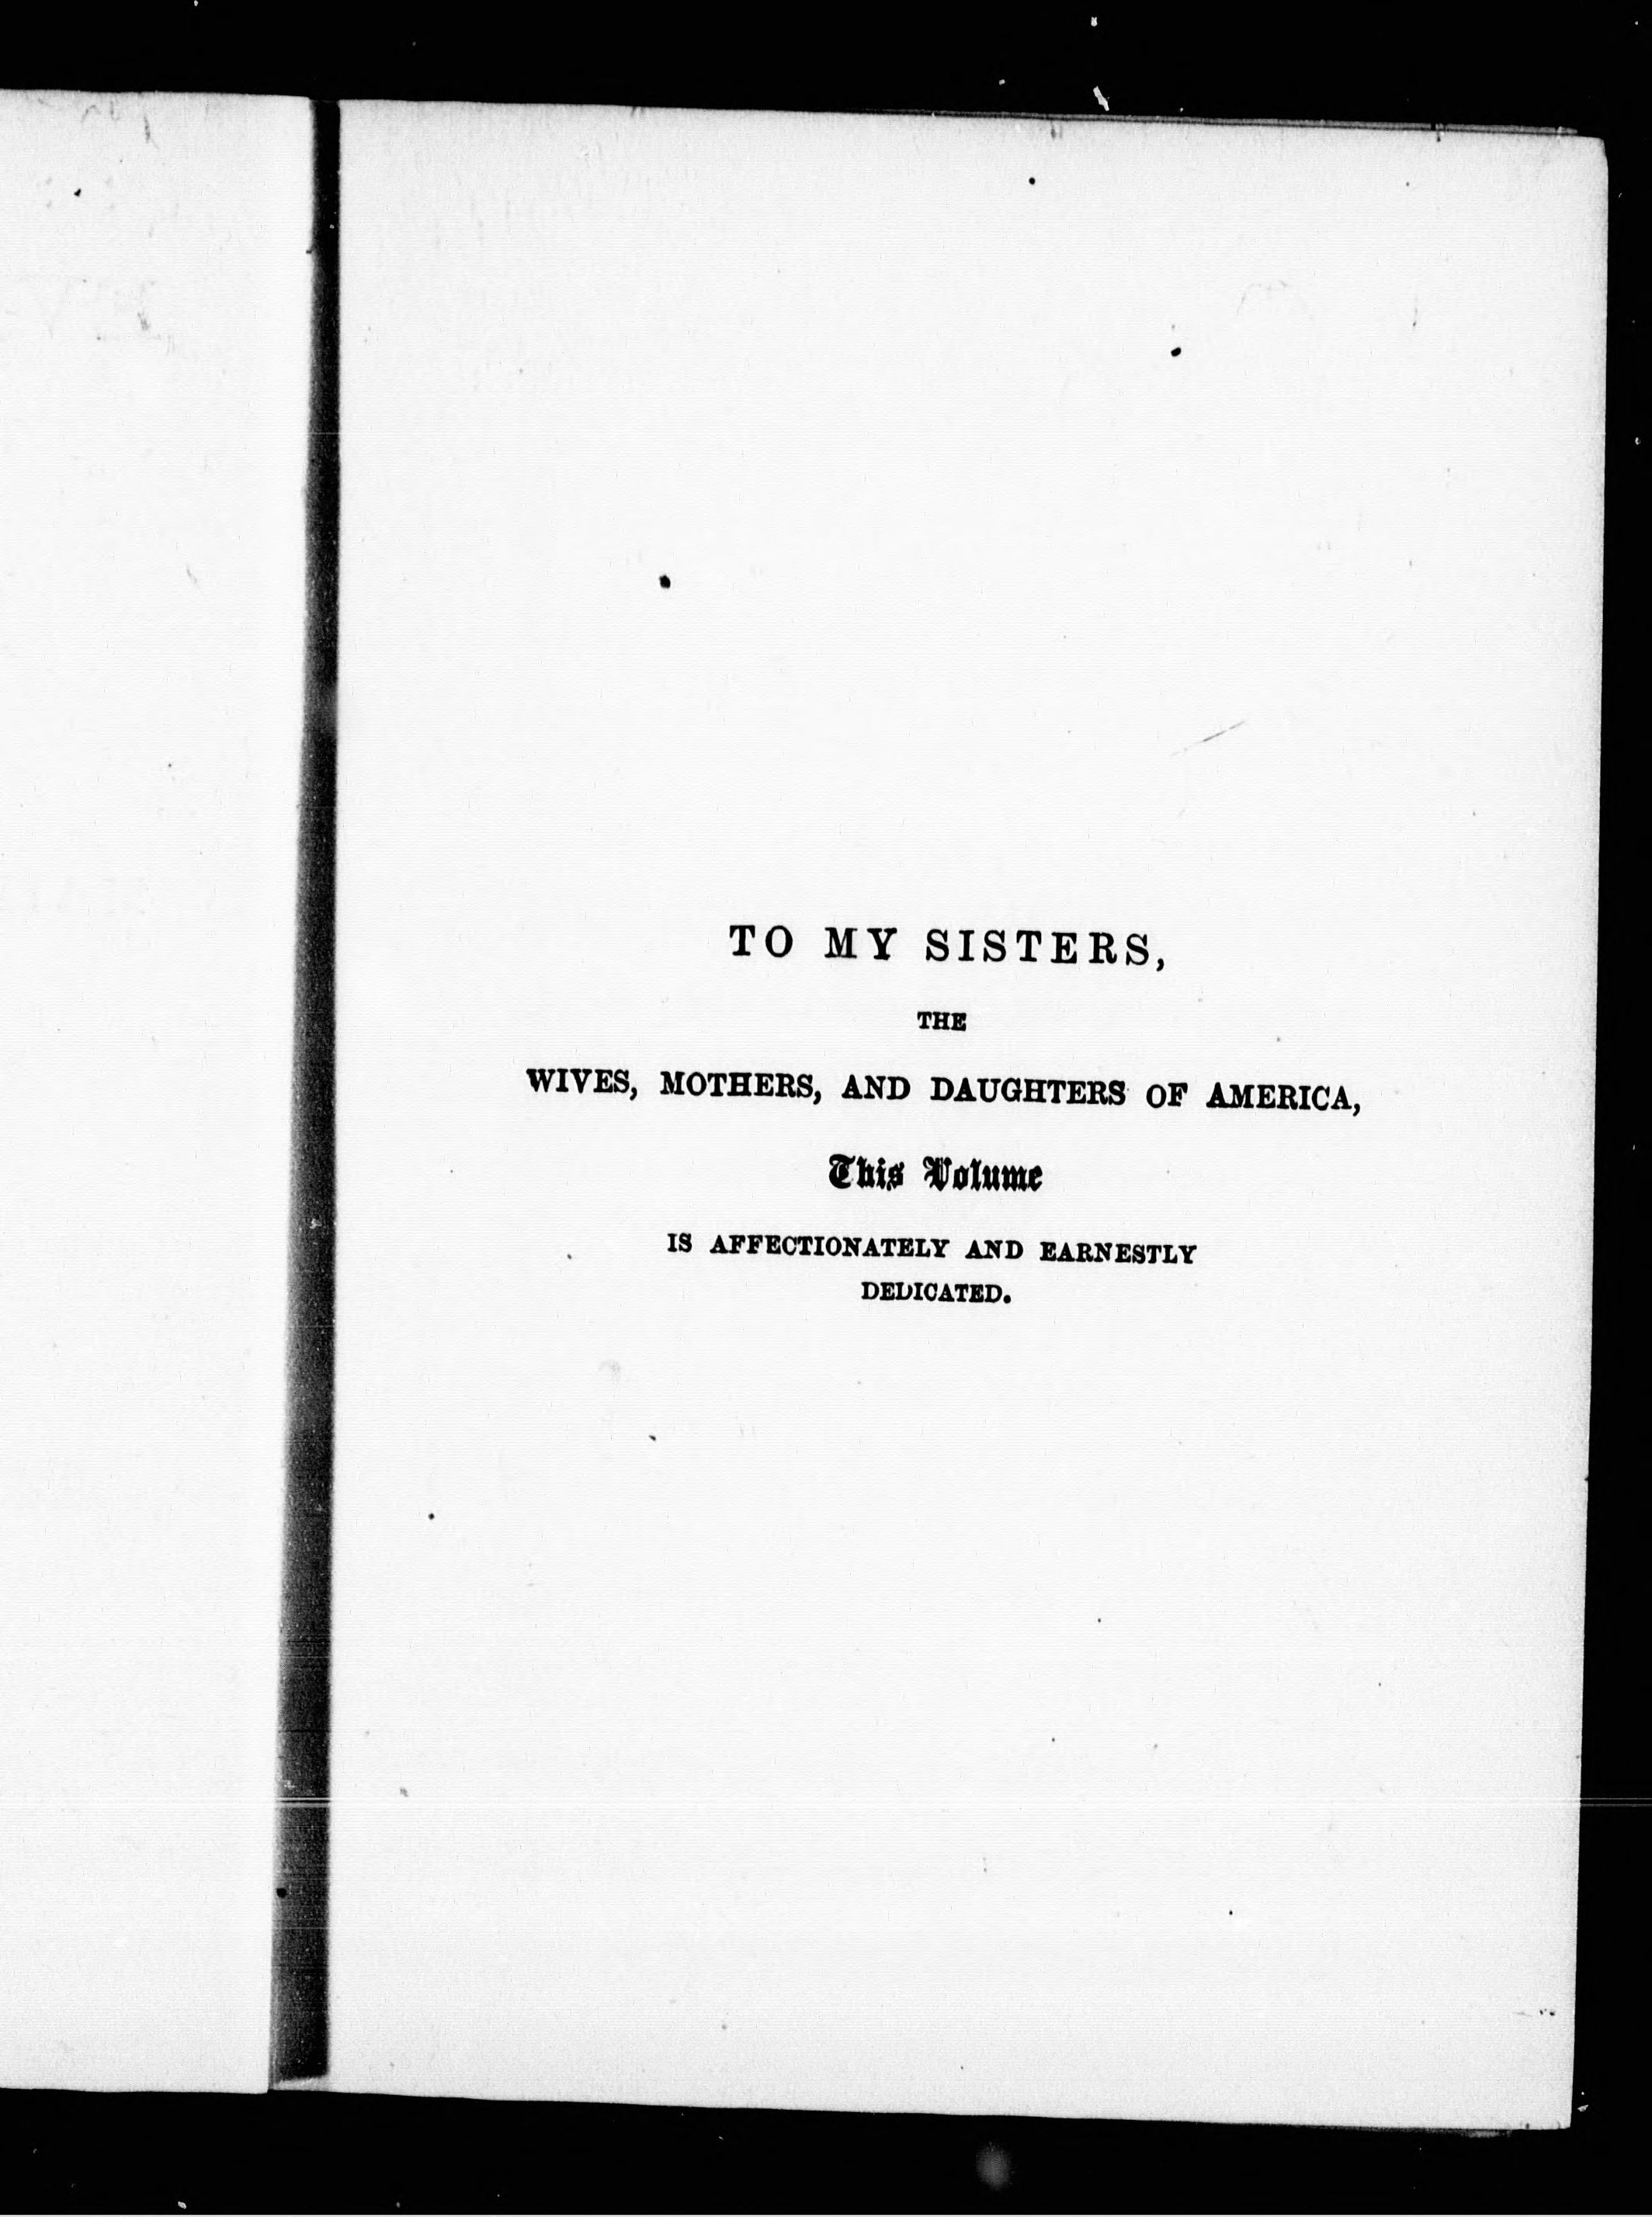 TO MY SISTERS,
THE
WIVES, MOTHERS, AND DAUGHTERS OF AMERICA,
This Volume
IS AFFECTIONATELY AND EARNESTLY
DEDICATED.